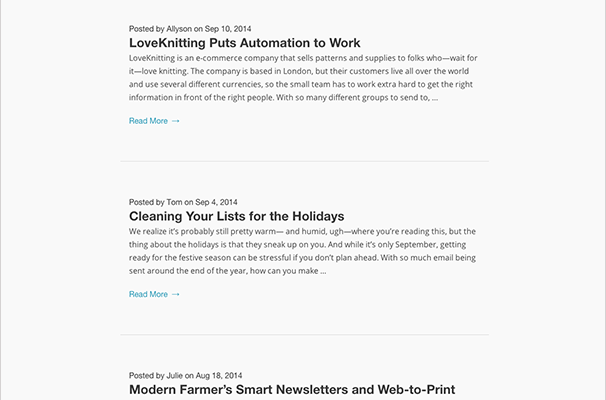 Posted by Allyson on Sep 10, 2014
LoveKnitting Puts Automation to Work
LoveKnitting is an e-commerce company that sells patterns and supplies to folks who—wait for
it—love knitting. The company is based in London, but their customers live all over the world
and use several different currencies, so the small team has to work extra hard to get the right
information in front of the right people. With so many different groups to send to, ...
Read More →
Posted by Tom on Sep 4, 2014
Cleaning Your Lists for the Holidays
We realize it's probably still pretty warm— and humid, ugh—where you're reading this, but the
thing about the holidays is that they sneak up on you. And while it's only September, getting
ready for the festive season can be stressful if you don't plan ahead. With so much email being
sent around the end of the year, how can you make ...
Read More →
Posted by Julie on Aug 18, 2014
Modern Farmer's Smart Newsletters and Web-to-Print